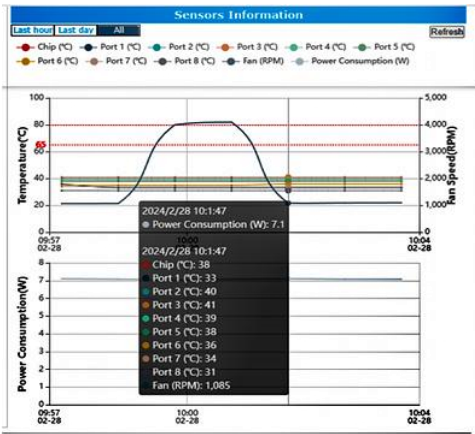 Sensors Information
Last hour Last day All
Refresh
Chip (℃) Port 1 (℃) Port 2 (℃) Port 3 (℃) Port 4 (℃) Port 5 (℃)
Port 6 (℃) Port 7 (℃) Port 8 (℃) Fan (RPM) Power Consumption (W)
Temperature(℃)
100
80
65
60
40
20
0
Fan Speed(RPM)
5,000
4,000
3,000
2,000
1,000
0
09:57
02-28
10:00
10:04
02-28
2024/2/28 10:1:47
Power Consumption (W): 7.1
2024/2/28 10:1:47
Chip (℃): 38
Port 1 (℃): 33
Port 2 (℃): 40
Port 3 (℃): 41
Port 4 (℃): 39
Port 5 (℃): 38
Port 6 (℃): 36
Port 7 (℃): 34
Port 8 (℃): 31
Fan (RPM): 1,085
Power Consumption(W)
8
7
6
5
4
3
2
1
0
09:57
02-28
10:00
02-28
10:04
02-28